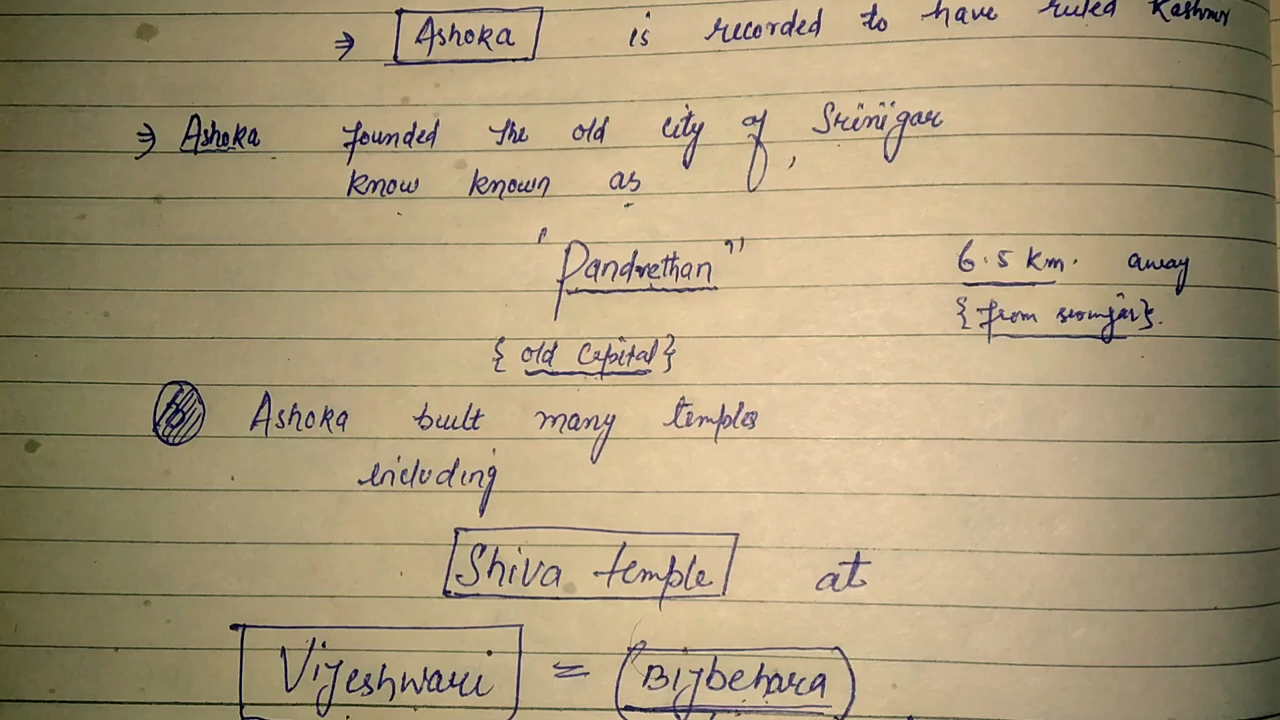 ⇒ Ashoka is recorded to have ruled Kashmir
⇒ Ashoka founded the old city of Srinigar,
know known as
' Pandrethan "
6.5 km. away
{ from srinigar}.
{ old capital }
Ashoka built many temples
including
Shiva temple at
Vijeshwari = Bijbehara